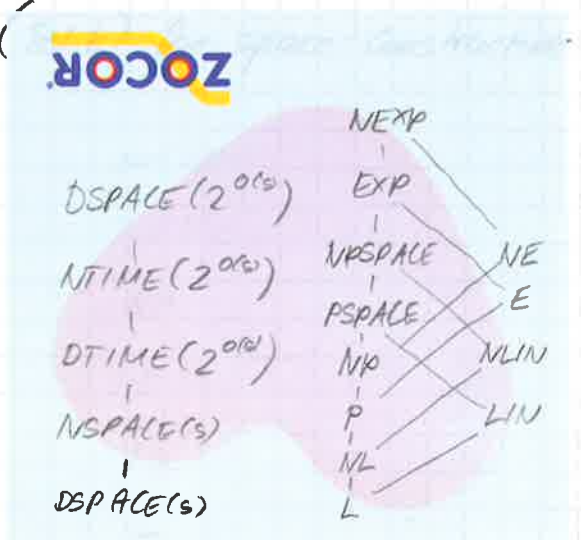 ZOCOR
NEXP
EXP
DSPACE(2^O(s))
NPSPACE
NE
NTIME(2^O(s))
E
PSPACE
DTIME(2^O(s))
NP
NLIN
P
LIN
NSPACE(s)
NL
DSPACE(s)
L